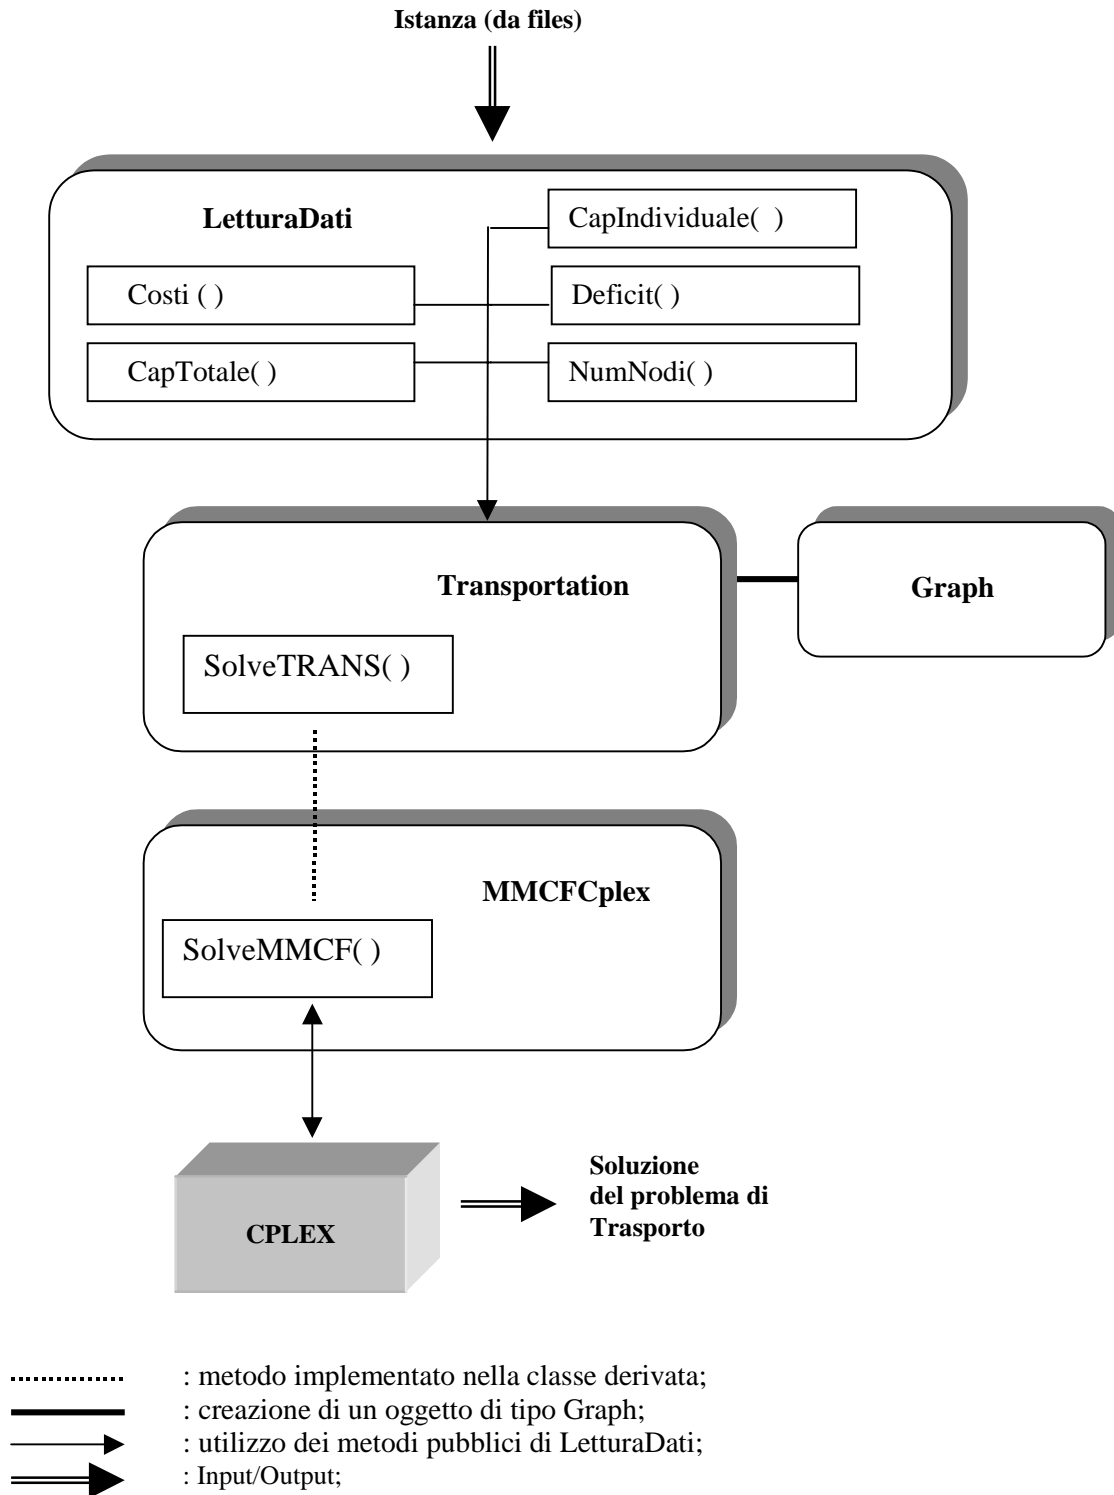 Istanza (da files)
LetturaDati
CapIndividuale( )
Costi ( )
Deficit( )
CapTotale( )
NumNodi( )
Transportation
Graph
SolveTRANS( )
MMCFCplex
SolveMMCF( )
Soluzione
del problema di
Trasporto
CPLEX
: metodo implementato nella classe derivata;
: creazione di un oggetto di tipo Graph;
: utilizzo dei metodi pubblici di LetturaDati;
: Input/Output;